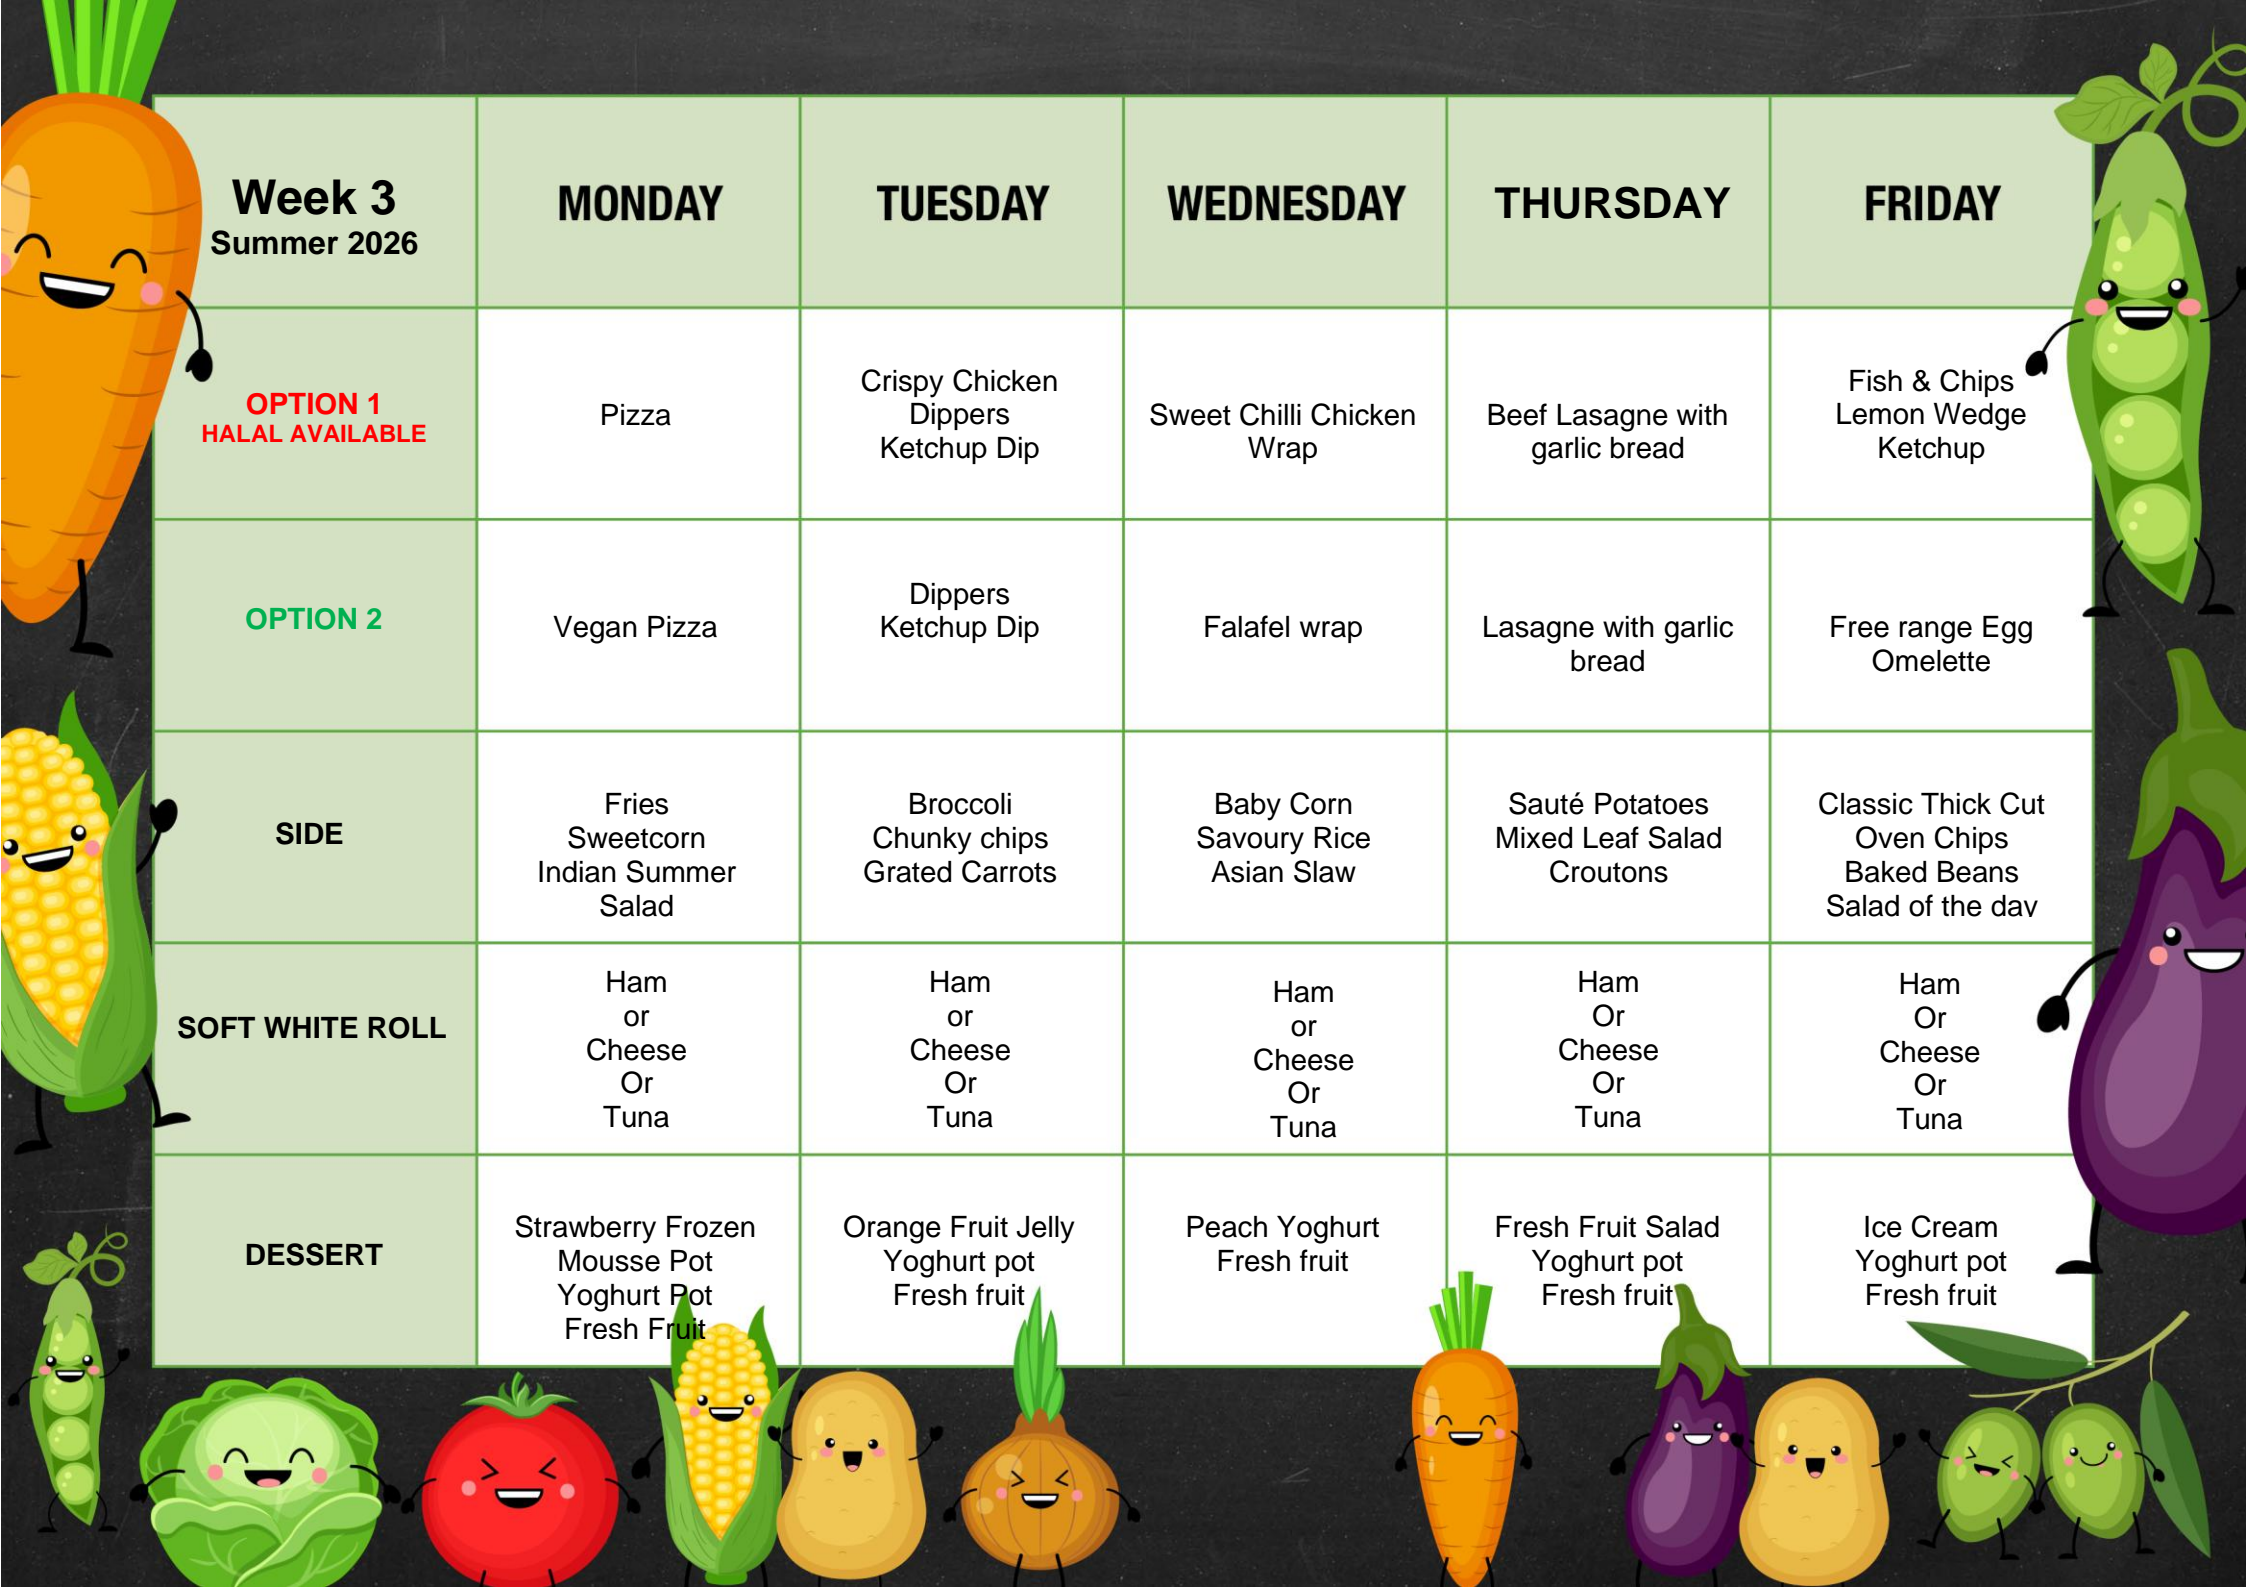 Week 3
Summer 2026
MONDAY
TUESDAY
WEDNESDAY
THURSDAY
FRIDAY
OPTION 1
HALAL AVAILABLE
Pizza
Crispy Chicken
Dippers
Ketchup Dip
Sweet Chilli Chicken
Wrap
Beef Lasagne with
garlic bread
Fish & Chips
Lemon Wedge
Ketchup
OPTION 2
Vegan Pizza
Dippers
Ketchup Dip
Falafel wrap
Lasagne with garlic
bread
Free range Egg
Omelette
SIDE
Fries
Sweetcorn
Indian Summer
Salad
Broccoli
Chunky chips
Grated Carrots
Baby Corn
Savoury Rice
Asian Slaw
Sauté Potatoes
Mixed Leaf Salad
Croutons
Classic Thick Cut
Oven Chips
Baked Beans
Salad of the day
SOFT WHITE ROLL
Ham
or
Cheese
Or
Tuna
Ham
or
Cheese
Or
Tuna
Ham
or
Cheese
Or
Tuna
Ham
Or
Cheese
Or
Tuna
Ham
Or
Cheese
Or
Tuna
DESSERT
Strawberry Frozen
Mousse Pot
Yoghurt Pot
Fresh Fruit
Orange Fruit Jelly
Yoghurt pot
Fresh fruit
Peach Yoghurt
Fresh fruit
Fresh Fruit Salad
Yoghurt pot
Fresh fruit
Ice Cream
Yoghurt pot
Fresh fruit